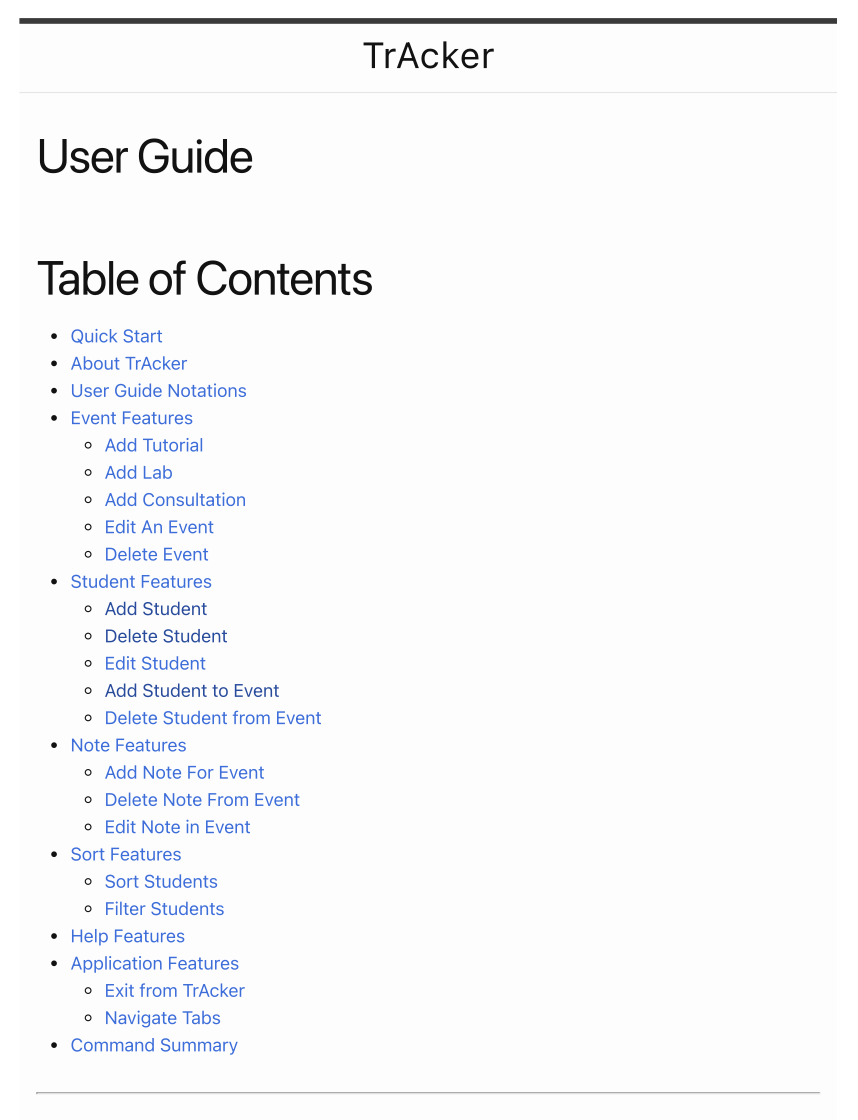 TrAcker
User Guide
Table of Contents
Quick Start
About TrAcker
User Guide Notations
Event Features
Add Tutorial
Add Lab
Add Consultation
Edit An Event
Delete Event
Student Features
Add Student
Delete Student
Edit Student
Add Student to Event
Delete Student from Event
Note Features
Add Note For Event
Delete Note From Event
Edit Note in Event
Sort Features
Sort Students
Filter Students
Help Features
Application Features
Exit from TrAcker
Navigate Tabs
Command Summary